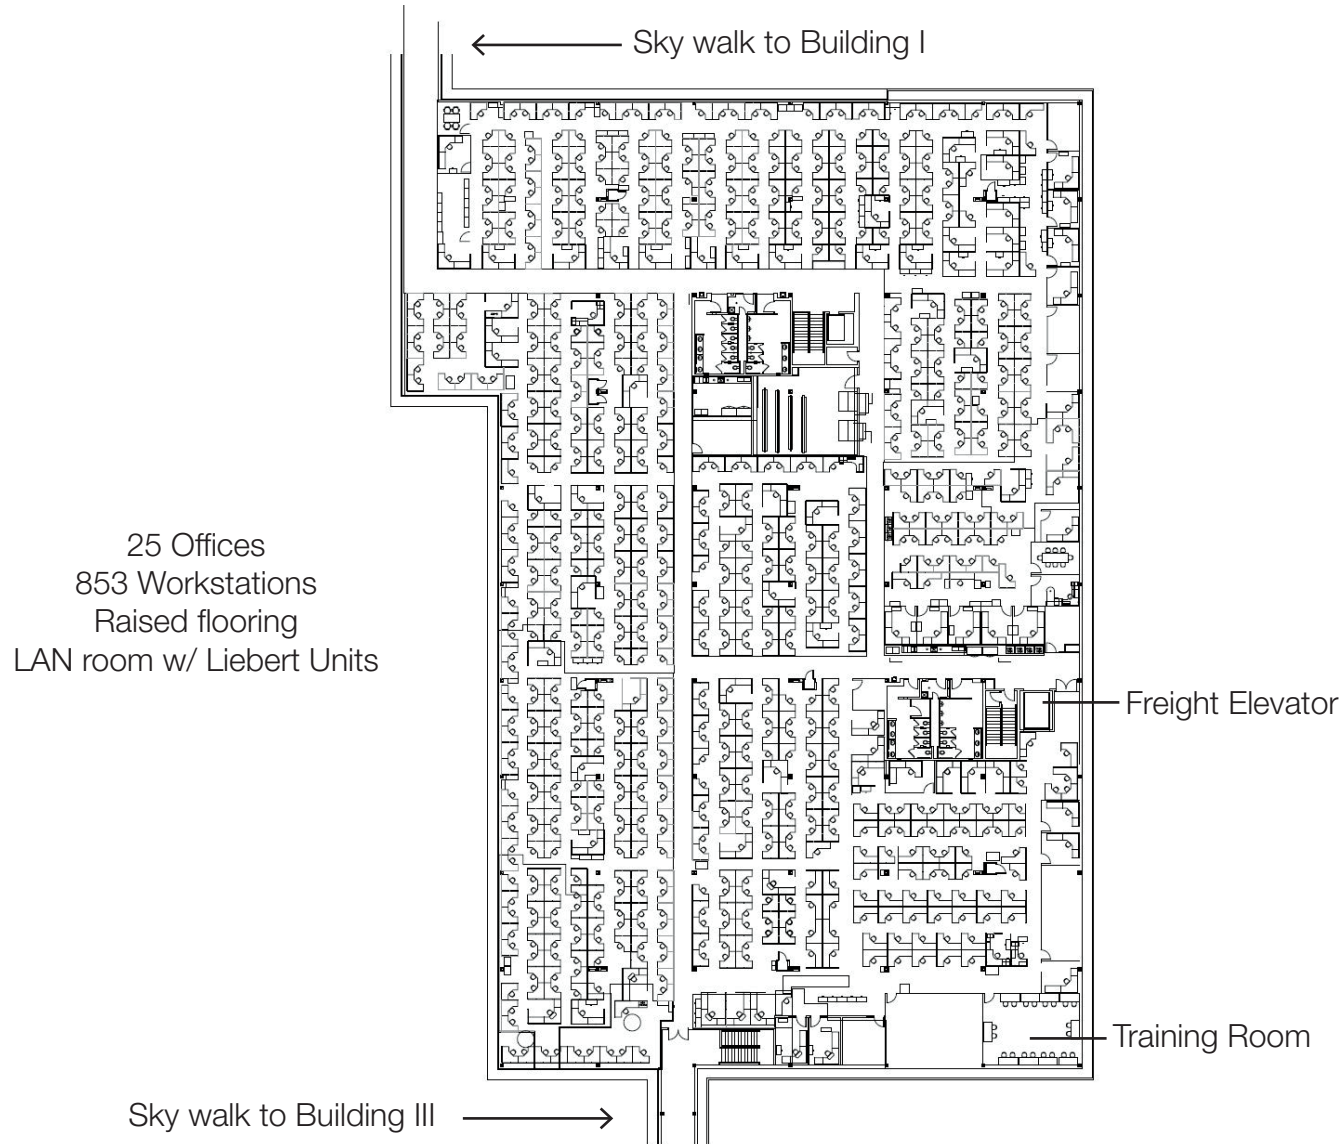 Sky walk to Building I
25 Offices
853 Workstations
Raised flooring
LAN room w/ Liebert Units
Freight Elevator
Training Room
Sky walk to Building III